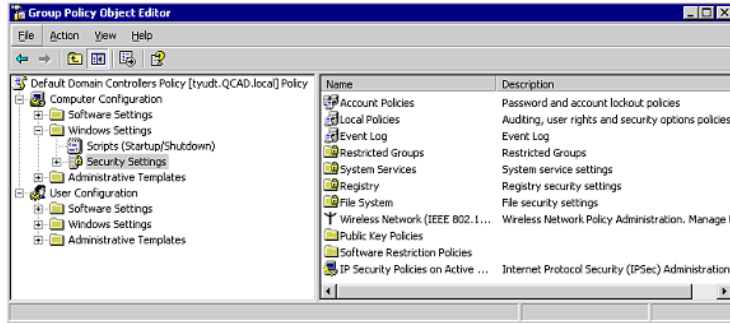 Group Policy Object Editor
File Action View Help
Default Domain Controllers Policy [tyudt.QCAD.local] Policy
Computer Configuration
Software Settings
Windows Settings
Scripts (Startup/Shutdown)
Security Settings
Administrative Templates
User Configuration
Software Settings
Windows Settings
Administrative Templates
Name Description
Account Policies Password and account lockout policies
Local Policies Auditing, user rights and security options policies
Event Log Event Log
Restricted Groups Restricted Groups
System Services System service settings
Registry Registry security settings
File System File security settings
Wireless Network (IEEE 802.1... Wireless Network Policy Administration. Manage
Public Key Policies
Software Restriction Policies
IP Security Policies on Active ... Internet Protocol Security (IPSec) Administration